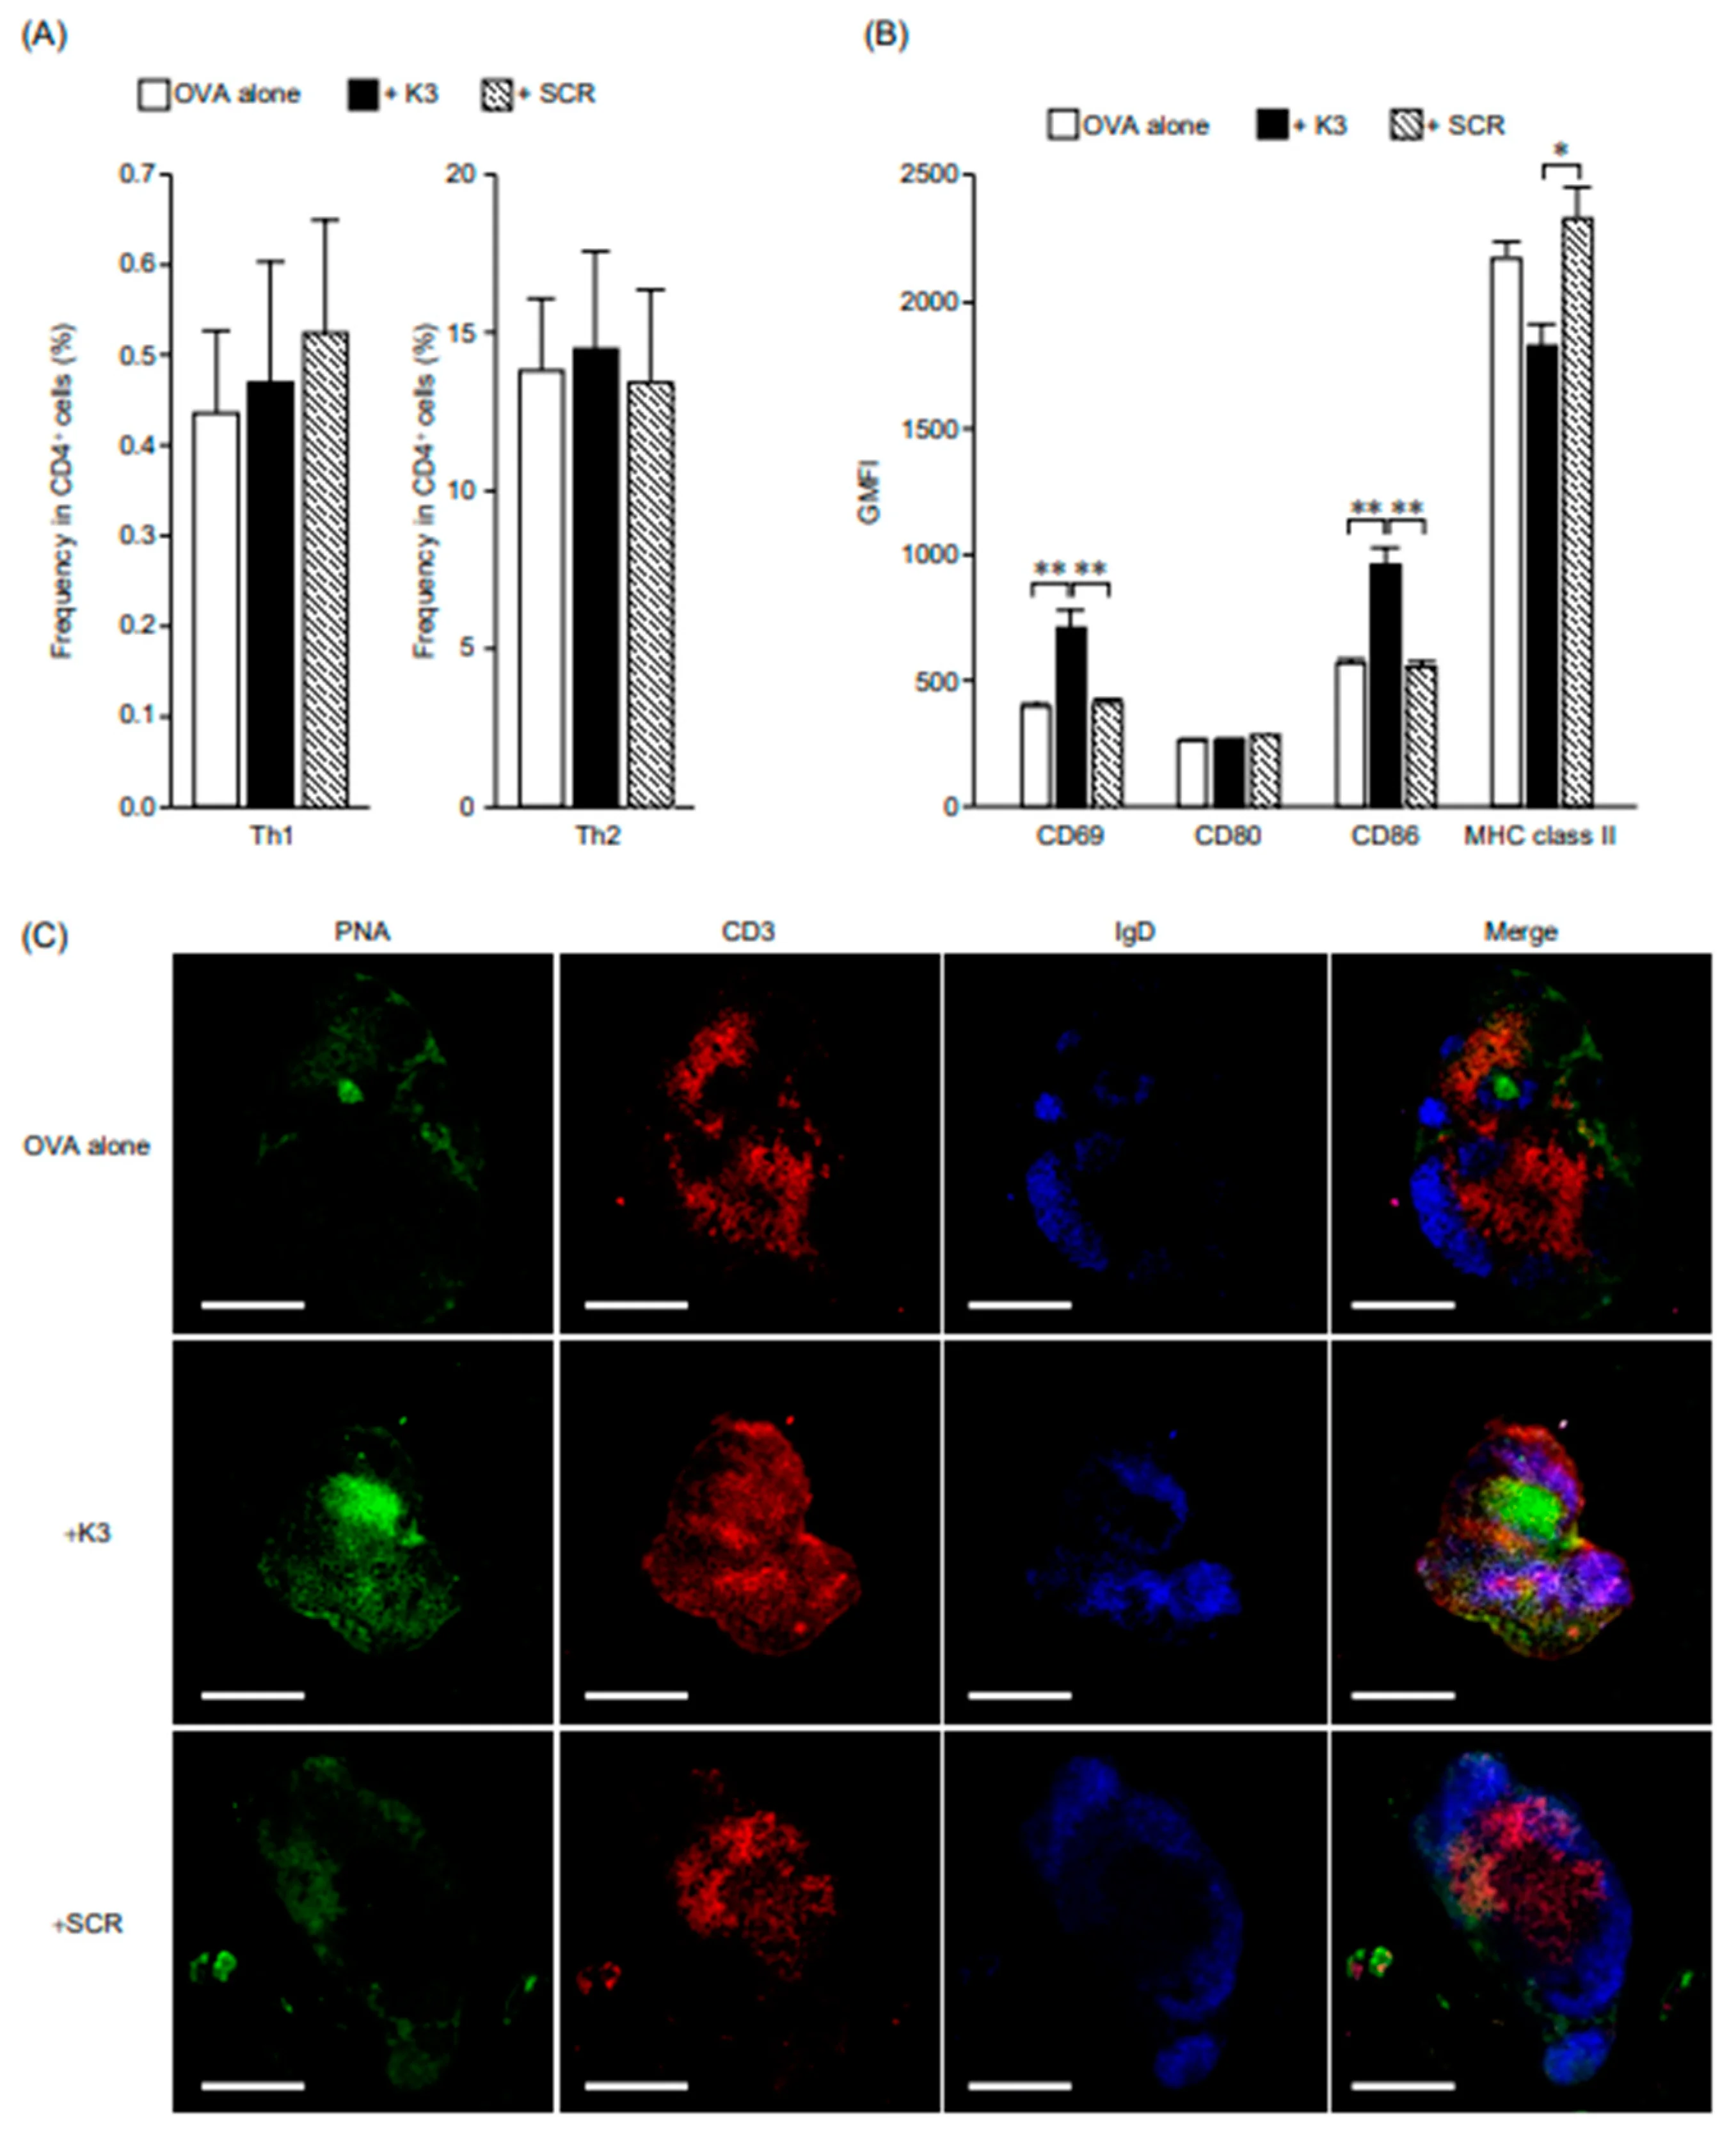 (A)
OVA alone + K3 + SCR
0.7
0.6
0.5
0.4
0.3
0.2
0.1
0.0
Frequency in CD4+ cells (%)
Th1
20
15
10
5
0
Frequency in CD4+ cells (%)
Th2
(B)
OVA alone + K3 + SCR
2500
2000
1500
1000
500
0
GMFI
** **
** **
*
CD69 CD80 CD86 MHC class II
(C)
PNA CD3 IgD Merge
OVA alone
+K3
+SCR